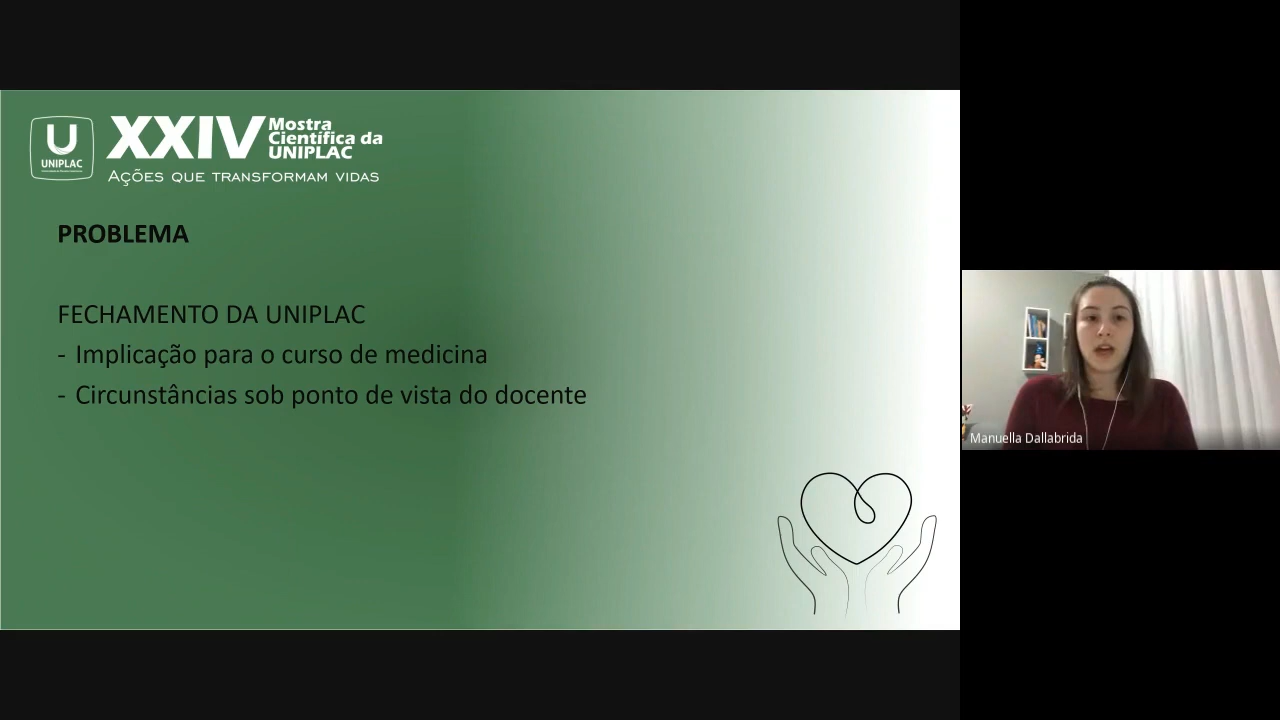 U
UNIPLAC
XXIV
Mostra
Científica da
UNIPLAC
AÇÕES QUE TRANSFORMAM VIDAS
PROBLEMA
FECHAMENTO DA UNIPLAC
- Implicação para o curso de medicina
- Circunstâncias sob ponto de vista do docente
Manuella Dallabrida